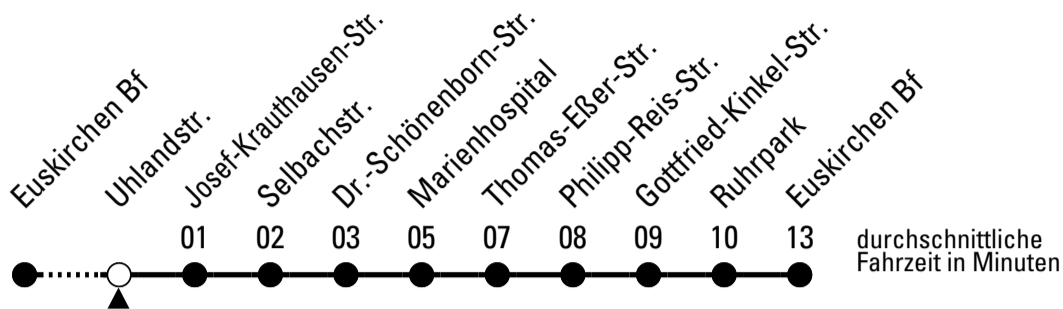 Euskirchen Bf
Uhlandstr.
Josef-Krauthausen-Str.
Selbachstr.
Dr.-Schönenborn-Str.
Marienhospital
Thomas-Eßer-Str.
Philipp-Reis-Str.
Gottfried-Kinkel-Str.
Ruhrpark
Euskirchen Bf
01 02 03 05 07 08 09 10 13
durchschnittliche
Fahrzeit in Minuten